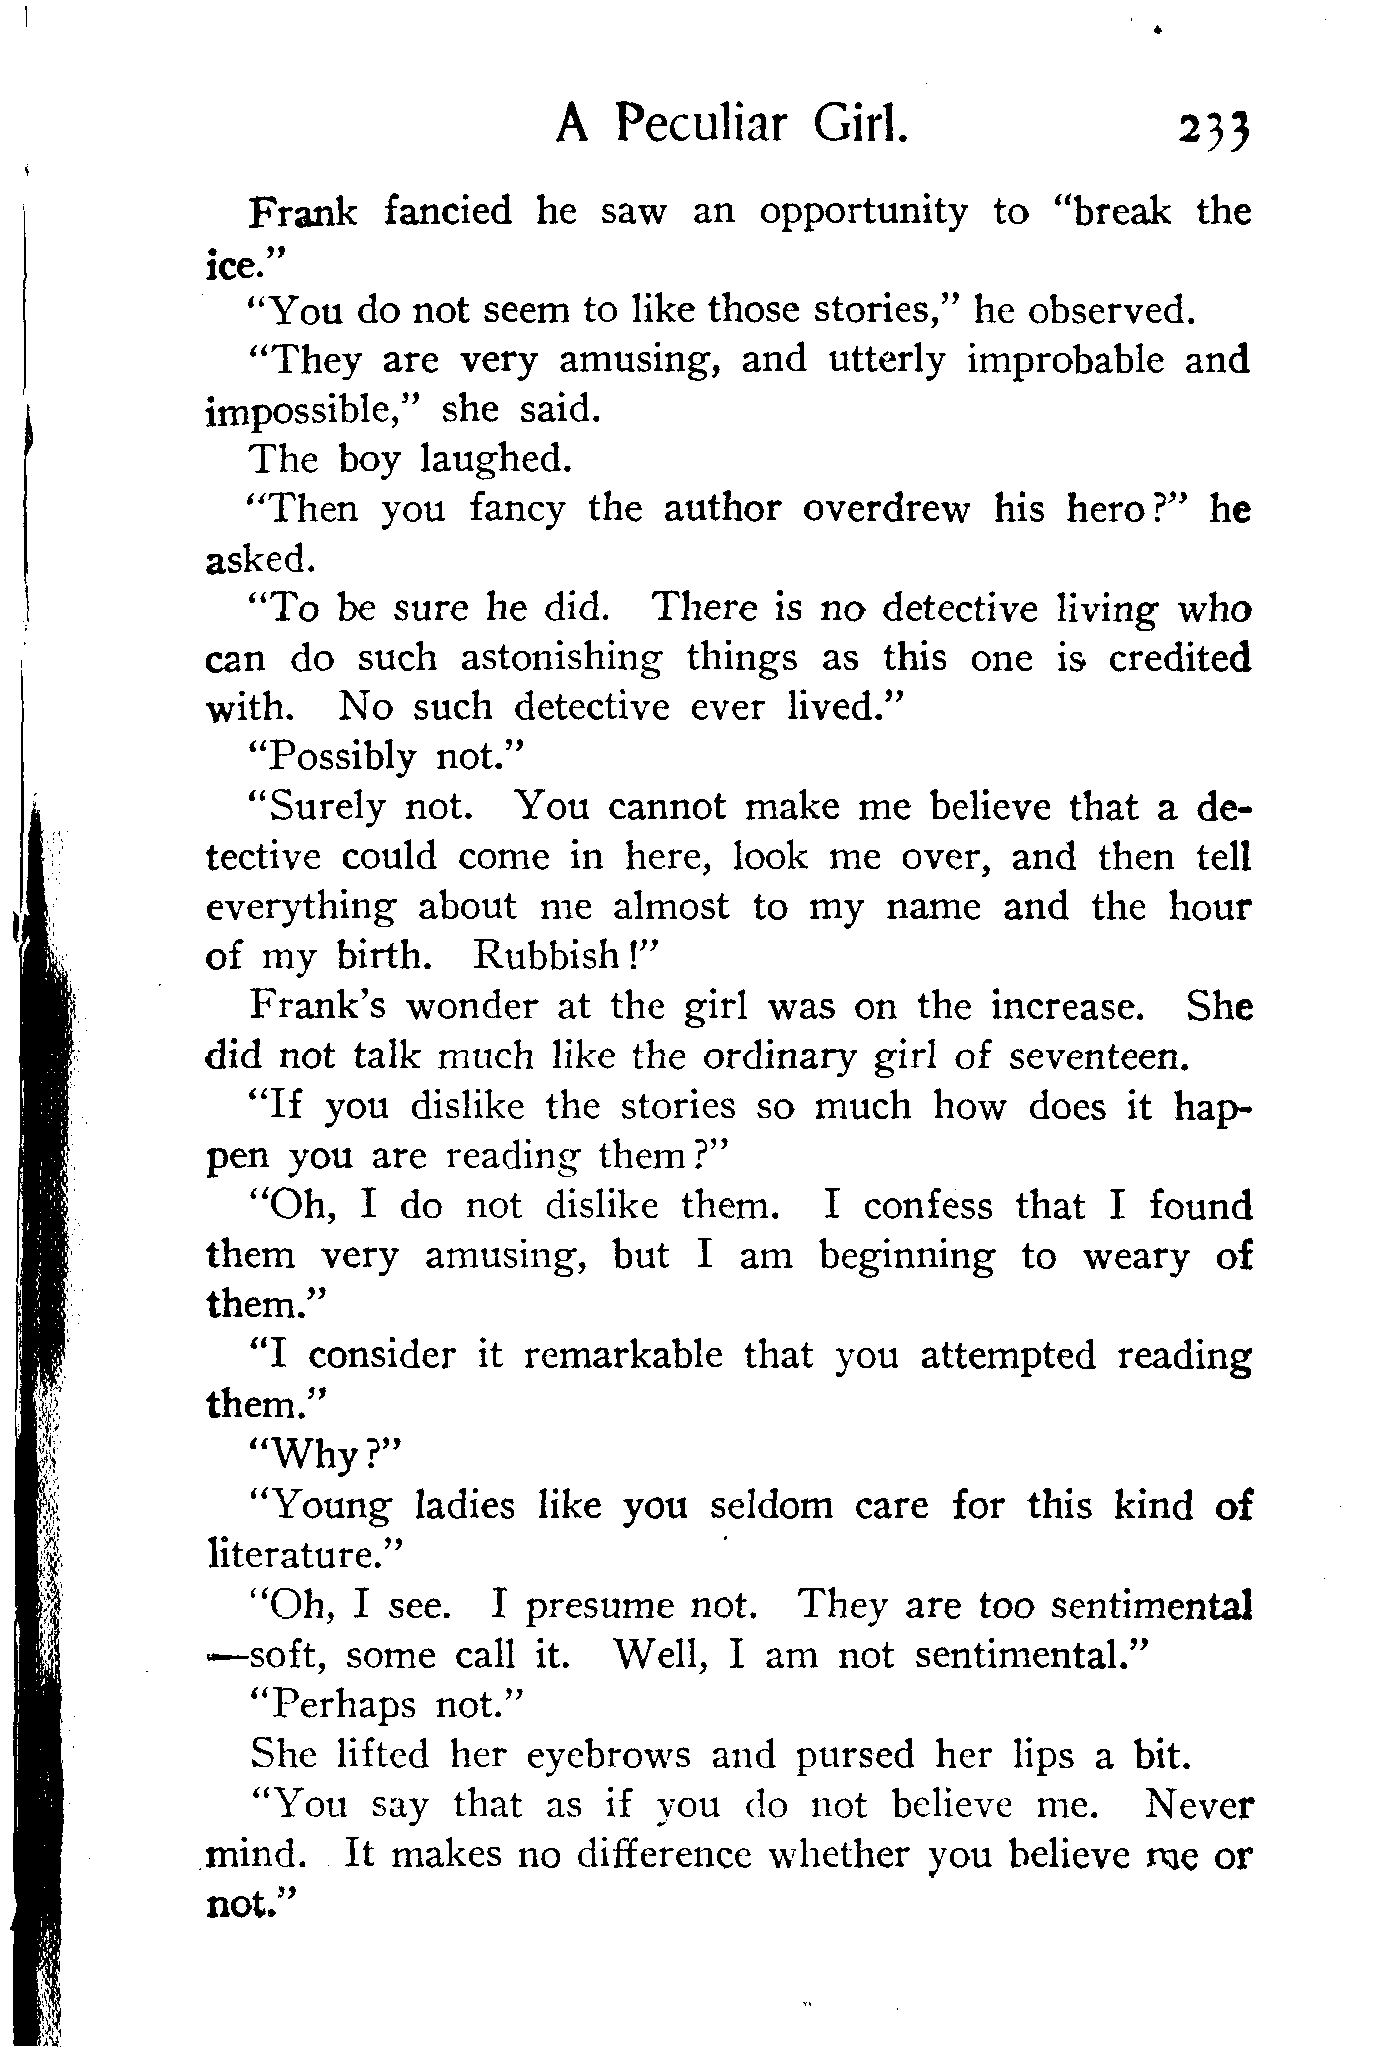 A Peculiar Girl. 233
Frank fancied he saw an opportunity to “break the
ice.”
“You do not seem to like those stories,” he observed.
“They are very amusing, and utterly improbable and
impossible,” she said.
The boy laughed.
“Then you fancy the author overdrew his hero?” he
asked.
“To be sure he did. There is no detective living who
can do such astonishing things as this one is credited
with. No such detective ever lived.”
“Possibly not.”
“Surely not. You cannot make me believe that a de-
tective could come in here, look me over, and then tell
everything about me almost to my name and the hour
of my birth. Rubbish!”
Frank’s wonder at the girl was on the increase. She
did not talk much like the ordinary girl of seventeen.
“If you dislike the stories so much how does it hap-
pen you are reading them?”
“Oh, I do not dislike them. I confess that I found
them very amusing, but I am beginning to weary of
them.”
“I consider it remarkable that you attempted reading
them.”
“Why?”
“Young ladies like you seldom care for this kind of
literature.”
“Oh, I see. I presume not. They are too sentimental
—soft, some call it. Well, I am not sentimental.”
“Perhaps not.”
She lifted her eyebrows and pursed her lips a bit.
“You say that as if you do not believe me. Never
mind. It makes no difference whether you believe me or
not.”